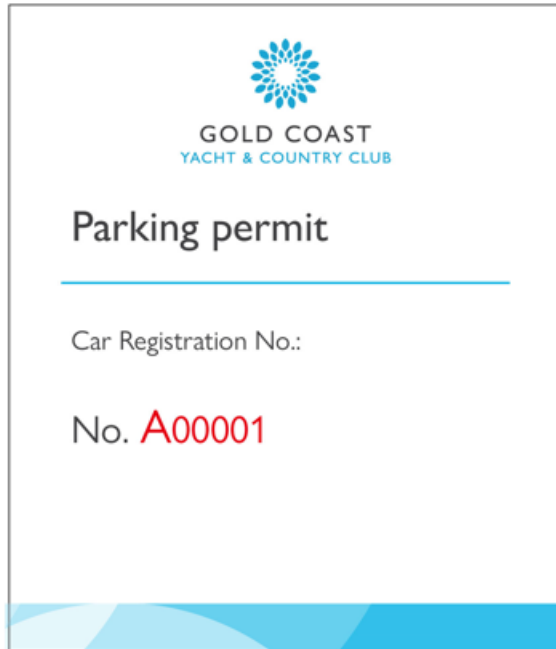 GOLD COAST
YACHT & COUNTRY CLUB
Parking permit
Car Registration No.:
No. A00001